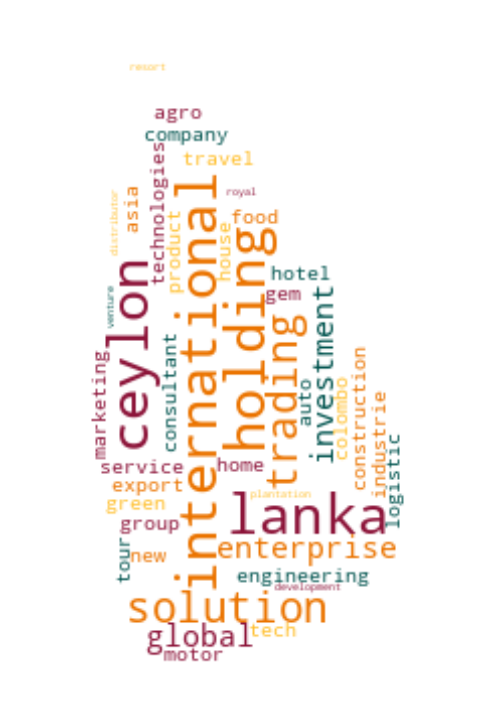 resort
agro
company
travel
technologies
asia
distributor
royal
product
international
house
food
holding
hotel
gem
ceylon
venture
investment
trading
auto
consultant
marketing
colombo
construction
industrie
logistic
service
home
export
plantation
green
lanka
group
tour
new
enterprise
engineering
development
solution
global
tech
motor